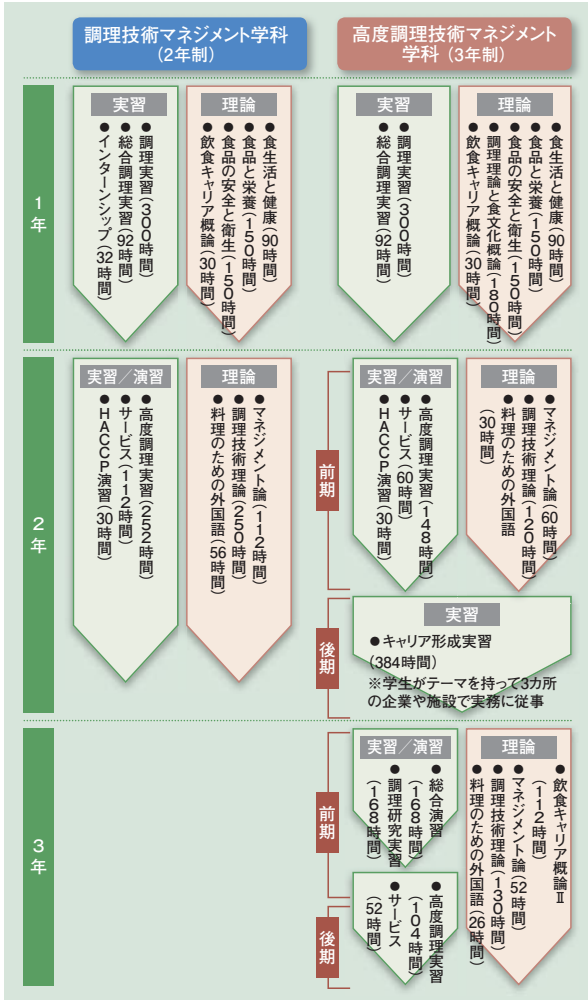 調理技術マネジメント学科
(2年制)
高度調理技術マネジメント
学科(3年制)
1年
実習
●調理実習(300時間)
●総合調理実習(92時間)
●インターンシップ(32時間)
理論
●食生活と健康(90時間)
●食品と栄養(150時間)
●食品の安全と衛生(150時間)
●飲食キャリア概論(30時間)
実習
●調理実習(300時間)
●総合調理実習(92時間)
理論
●食生活と健康(90時間)
●食品と栄養(150時間)
●食品の安全と衛生(150時間)
●調理理論と食文化概論(180時間)
●飲食キャリア概論(30時間)
2年
実習/演習
●高度調理実習(252時間)
●サービス(112時間)
●HACCP演習(30時間)
理論
●マネジメント論(112時間)
●調理技術理論(250時間)
●料理のための外国語(56時間)
前期
実習/演習
●高度調理実習(148時間)
●サービス(60時間)
●HACCP演習(30時間)
理論
●マネジメント論(60時間)
●調理技術理論(120時間)
●料理のための外国語
(30時間)
後期
実習
●キャリア形成実習
(384時間)
※学生がテーマを持って3カ所
の企業や施設で実務に従事
3年
前期
実習/演習
●総合演習
(168時間)
●調理研究実習
(168時間)
後期
●高度調理実習
(104時間)
●サービス
(52時間)
理論
●飲食キャリア概論Ⅱ
(112時間)
●マネジメント論(52時間)
●調理技術理論(130時間)
●料理のための外国語(26時間)